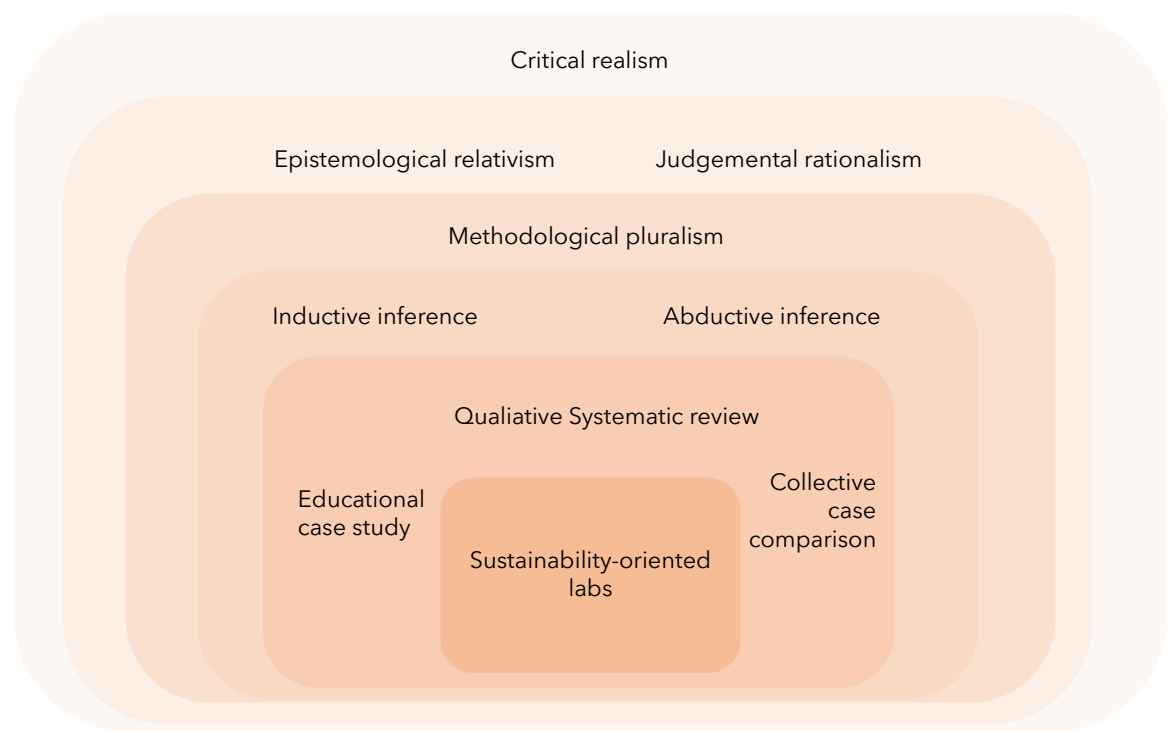 Critical realism
Epistemological relativism
Judgemental rationalism
Methodological pluralism
Inductive inference
Abductive inference
Qualiative Systematic review
Educational
case study
Collective
case
comparison
Sustainability-oriented
labs